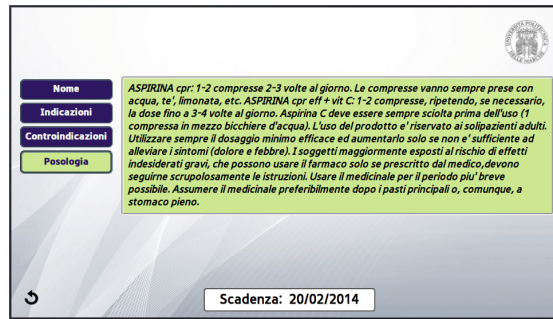 UNIVERSITÀ POLITECNICA DELLE MARCHE
Nome
Indicazioni
Controindicazioni
Posologia
ASPIRINA cpr: 1-2 compresse 2-3 volte al giorno. Le compresse vanno sempre prese con
acqua, te', limonata, etc. ASPIRINA cpr eff + vit C: 1-2 compresse, ripetendo, se necessario,
la dose fino a 3-4 volte al giorno. Aspirina C deve essere sempre sciolta prima dell'uso (1
compressa in mezzo bicchiere d'acqua). L'uso del prodotto e' riservato ai solipazienti adulti.
Utilizzare sempre il dosaggio minimo efficace ed aumentarlo solo se non e' sufficiente ad
alleviare i sintomi (dolore e febbre). I soggetti maggiormente esposti al rischio di effetti
indesiderati gravi, che possono usare il farmaco solo se prescritto dal medico,devono
seguirne scrupolosamente le istruzioni. Usare il medicinale per il periodo piu' breve
possibile. Assumere il medicinale preferibilmente dopo i pasti principali o, comunque, a
stomaco pieno.
Scadenza: 20/02/2014